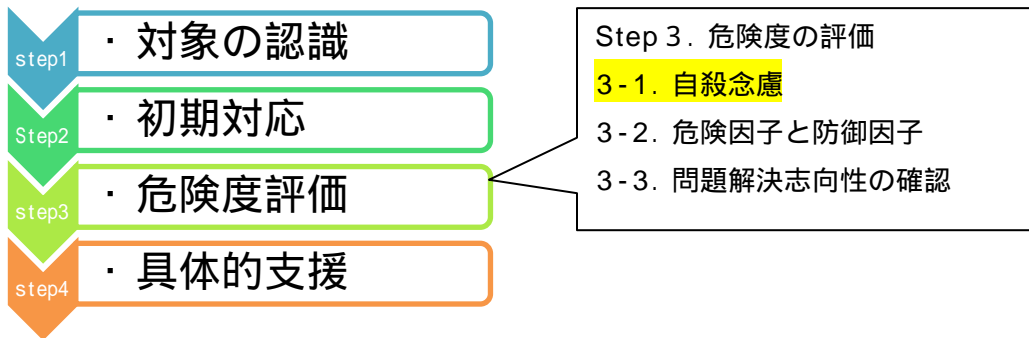 step1
・対象の認識
Step2
・初期対応
step3
・危険度評価
step4
・具体的支援
Step３. 危険度の評価
3-1. 自殺念慮
3-2. 危険因子と防御因子
3-3. 問題解決志向性の確認